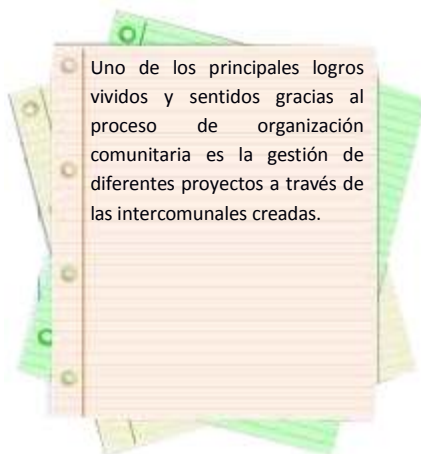 Uno de los principales logros
vividos y sentidos gracias al
proceso de organización
comunitaria es la gestión de
diferentes proyectos a través de
las intercomunales creadas.